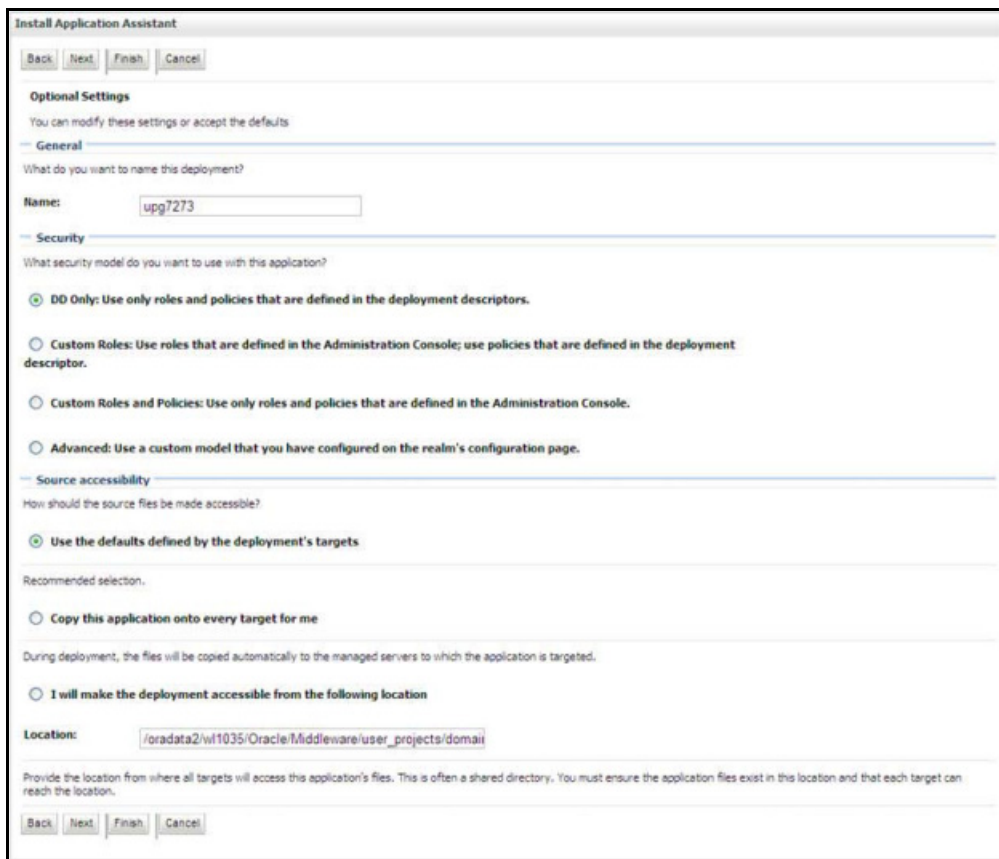 Install Application Assistant
Back Next Finish Cancel
Optional Settings
You can modify these settings or accept the defaults
General
What do you want to name this deployment?
Name: upg7273
Security
What security model do you want to use with this application?
DD Only: Use only roles and policies that are defined in the deployment descriptors.
Custom Roles: Use roles that are defined in the Administration Console; use policies that are defined in the deployment
descriptor.
Custom Roles and Policies: Use only roles and policies that are defined in the Administration Console.
Advanced: Use a custom model that you have configured on the realm's configuration page.
Source accessibility
How should the source files be made accessible?
Use the defaults defined by the deployment's targets
Recommended selection.
Copy this application onto every target for me
During deployment, the files will be copied automatically to the managed servers to which the application is targeted.
I will make the deployment accessible from the following location
Location: /oradata2/wl1035/Oracle/Middleware/user_projects/domain
Provide the location from where all targets will access this application's files. This is often a shared directory. You must ensure the application files exist in this location and that each target can
reach the location.
Back Next Finish Cancel